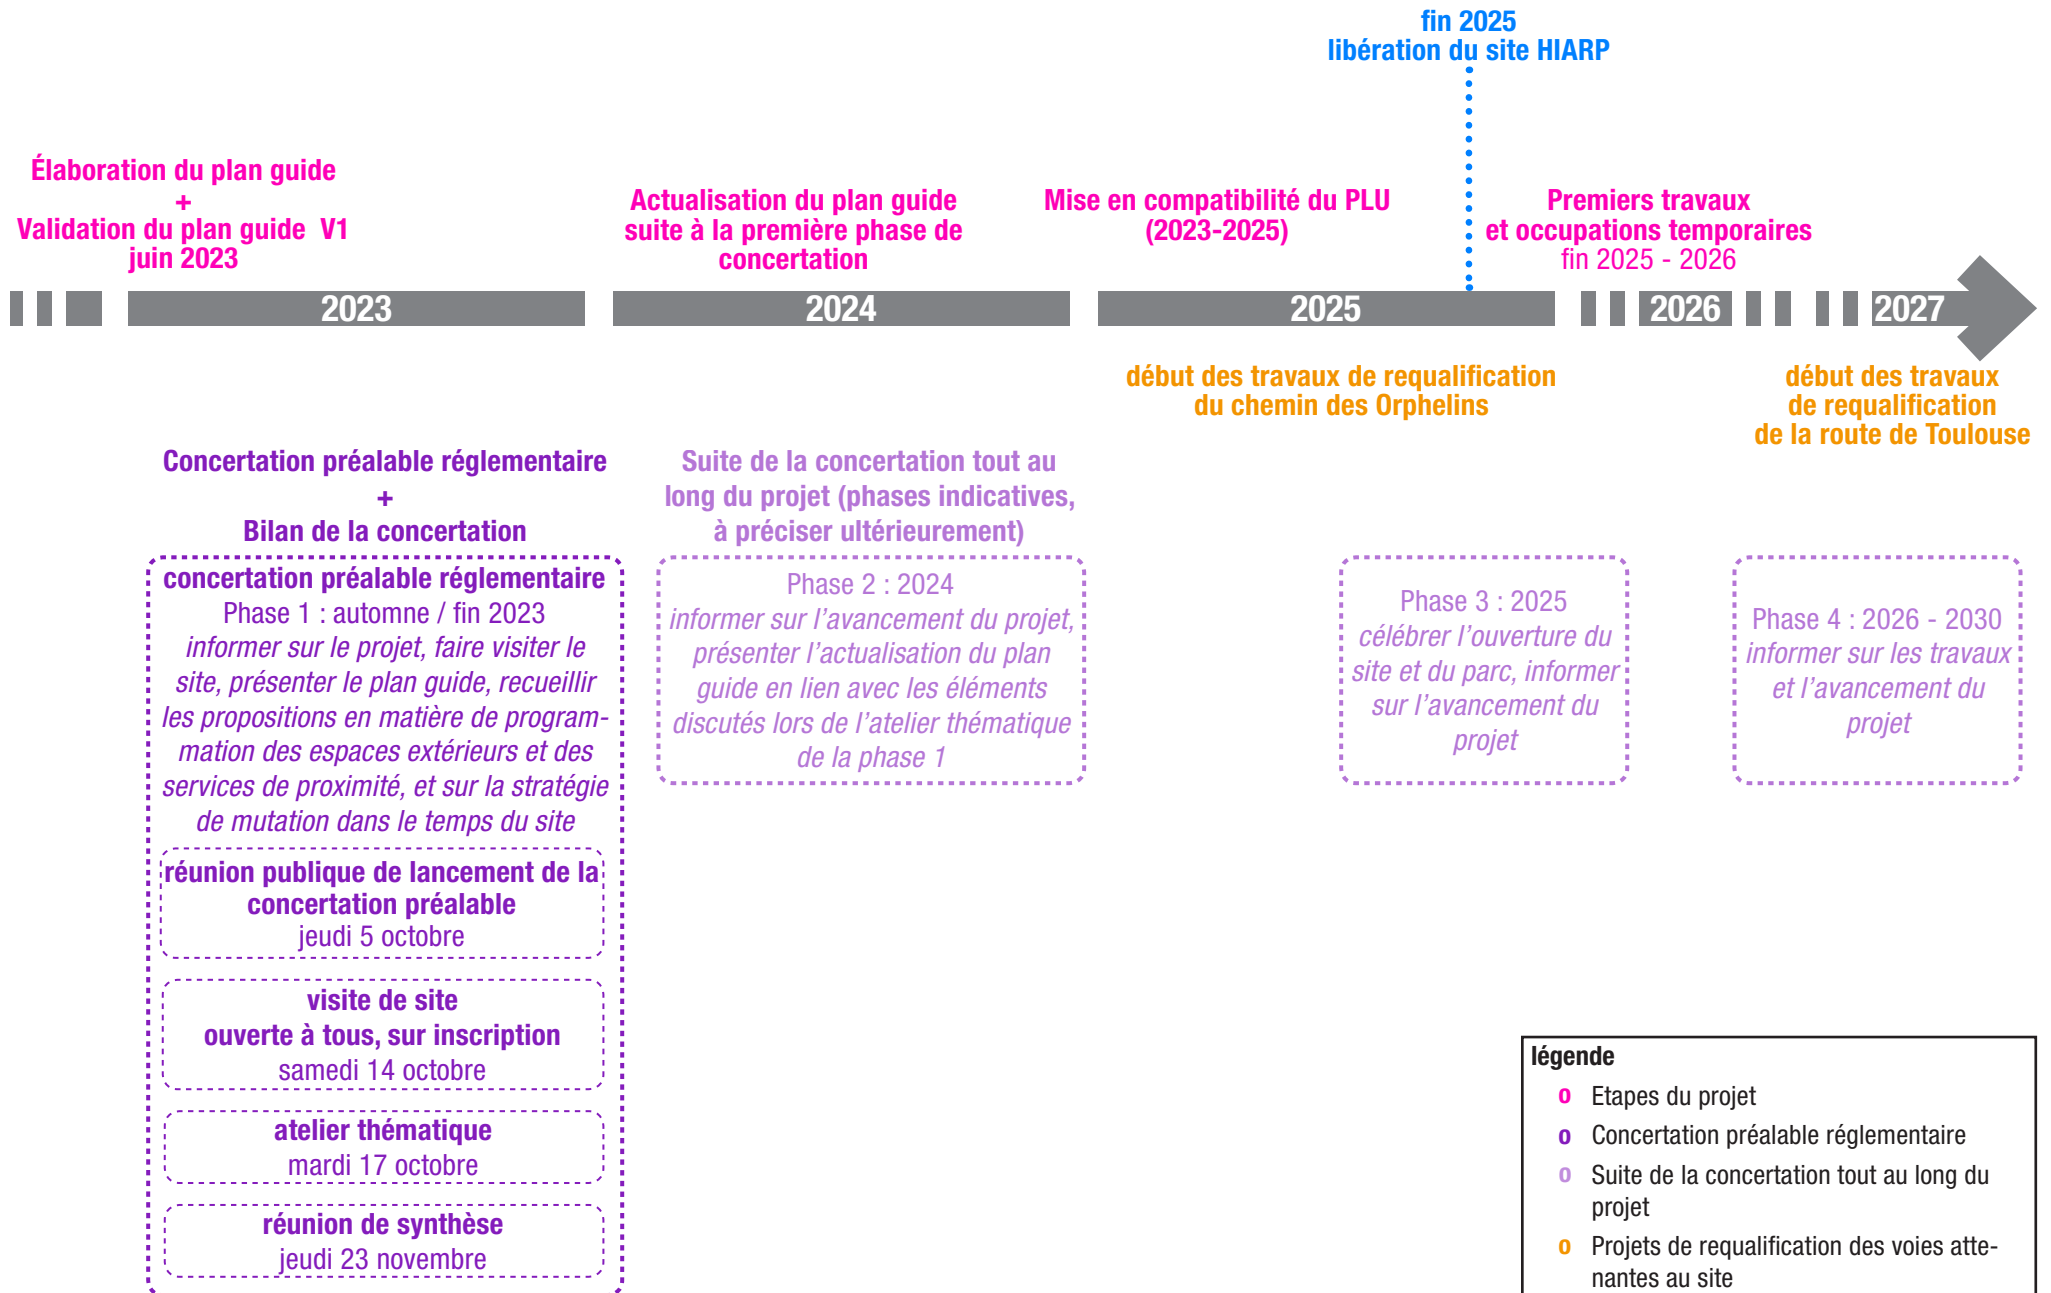 fin 2025
libération du site HIARP
Élaboration du plan guide
+
Validation du plan guide  V1
juin 2023
Actualisation du plan guide
suite à la première phase de
concertation
Mise en compatibilité du PLU
(2023-2025)
Premiers travaux
et occupations temporaires
fin 2025 - 2026
2023
2024
2025
2026
2027
début des travaux de requalification
du chemin des Orphelins
début des travaux
de requalification
de la route de Toulouse
Concertation préalable réglementaire
+
Bilan de la concertation
concertation préalable réglementaire
Phase 1 : automne / fin 2023
informer sur le projet, faire visiter le
site, présenter le plan guide, recueillir
les propositions en matière de program-
mation des espaces extérieurs et des
services de proximité, et sur la stratégie
de mutation dans le temps du site
réunion publique de lancement de la
concertation préalable
jeudi 5 octobre
visite de site
ouverte à tous, sur inscription
samedi 14 octobre
atelier thématique
mardi 17 octobre
réunion de synthèse
jeudi 23 novembre
Suite de la concertation tout au
long du projet (phases indicatives,
à préciser ultérieurement)
Phase 2 : 2024
informer sur l'avancement du projet,
présenter l'actualisation du plan
guide en lien avec les éléments
discutés lors de l'atelier thématique
de la phase 1
Phase 3 : 2025
célébrer l'ouverture du
site et du parc, informer
sur l'avancement du
projet
Phase 4 : 2026 - 2030
informer sur les travaux
et l'avancement du
projet
légende
o Etapes du projet
o Concertation préalable réglementaire
o Suite de la concertation tout au long du
projet
o Projets de requalification des voies atte-
nantes au site